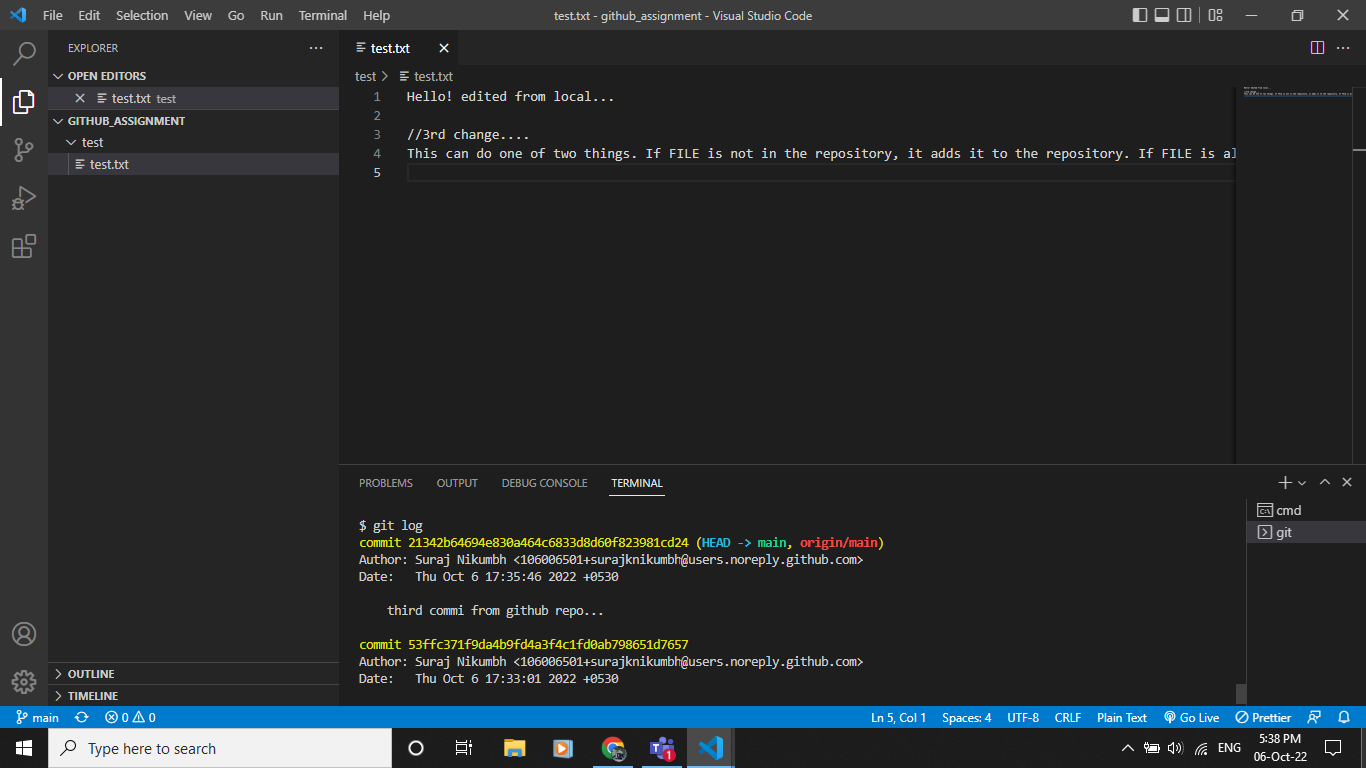 File Edit Selection View Go Run Terminal Help test.txt - github_assignment - Visual Studio Code
EXPLORER
OPEN EDITORS
test.txt test
GITHUB_ASSIGNMENT
test
test.txt
OUTLINE
TIMELINE
test.txt
test > test.txt
1 Hello! edited from local...
2
3 //3rd change....
4 This can do one of two things. If FILE is not in the repository, it adds it to the repository. If FILE is al
5
PROBLEMS OUTPUT DEBUG CONSOLE TERMINAL
$ git log
commit 21342b64694e830a464c6833d8d60f823981cd24 (HEAD -> main, origin/main)
Author: Suraj Nikumbh <106006501+surajknikumbh@users.noreply.github.com>
Date:   Thu Oct 6 17:35:46 2022 +0530
third commi from github repo...
commit 53ffc371f9da4b9fd4a3f4c1fd0ab798651d7657
Author: Suraj Nikumbh <106006501+surajknikumbh@users.noreply.github.com>
Date:   Thu Oct 6 17:33:01 2022 +0530
cmd
git
main 0 0 Ln 5, Col 1 Spaces: 4 UTF-8 CRLF Plain Text Go Live Prettier
Type here to search 1 ENG 5:38 PM
06-Oct-22